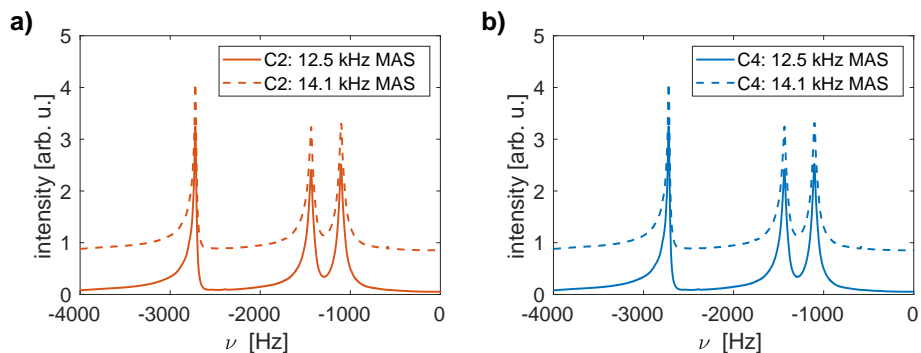 a)
intensity [arb. u.]
5
4
3
2
1
0
C2: 12.5 kHz MAS
C2: 14.1 kHz MAS
-4000 -3000 -2000 -1000 0
ν [Hz]
b)
intensity [arb. u.]
5
4
3
2
1
0
C4: 12.5 kHz MAS
C4: 14.1 kHz MAS
-4000 -3000 -2000 -1000 0
ν [Hz]